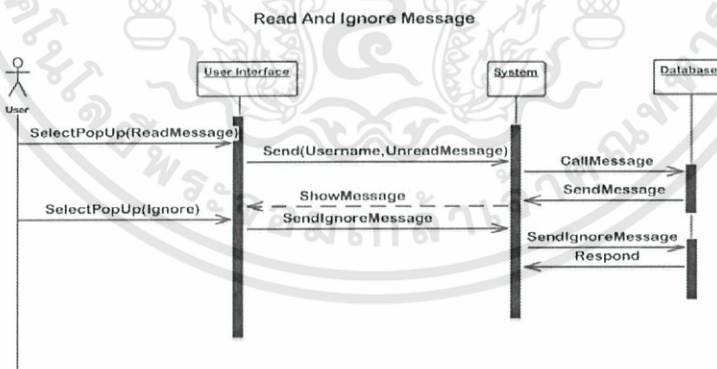 Read And Ignore Message
User Interface
System
Database
User
SelectPopUp(ReadMessage)
Send(Username,UnreadMessage)
CallMessage
SendMessage
ShowMessage
SelectPopUp(Ignore)
SendIgnoreMessage
SendIgnoreMessage
Respond